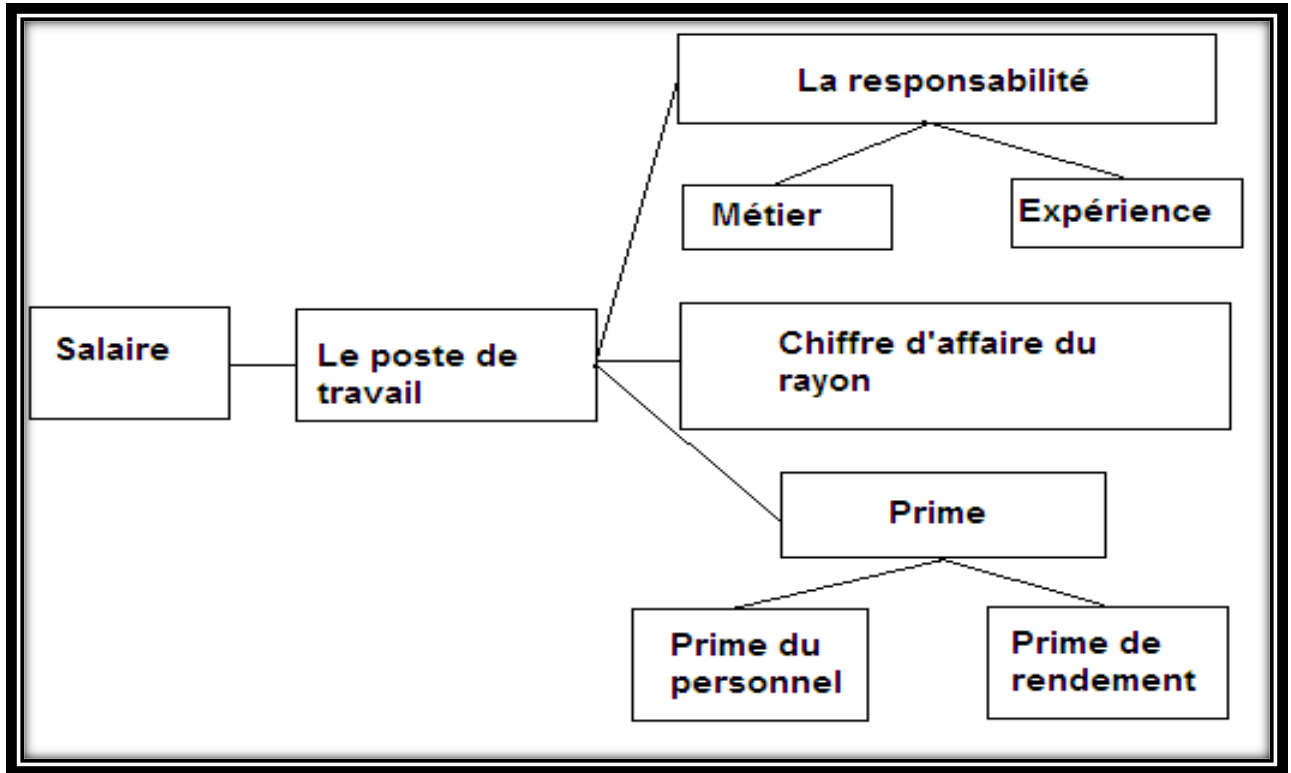 La responsabilité
Métier
Expérience
Salaire
Le poste de
travail
Chiffre d'affaire du
rayon
Prime
Prime du
personnel
Prime de
rendement